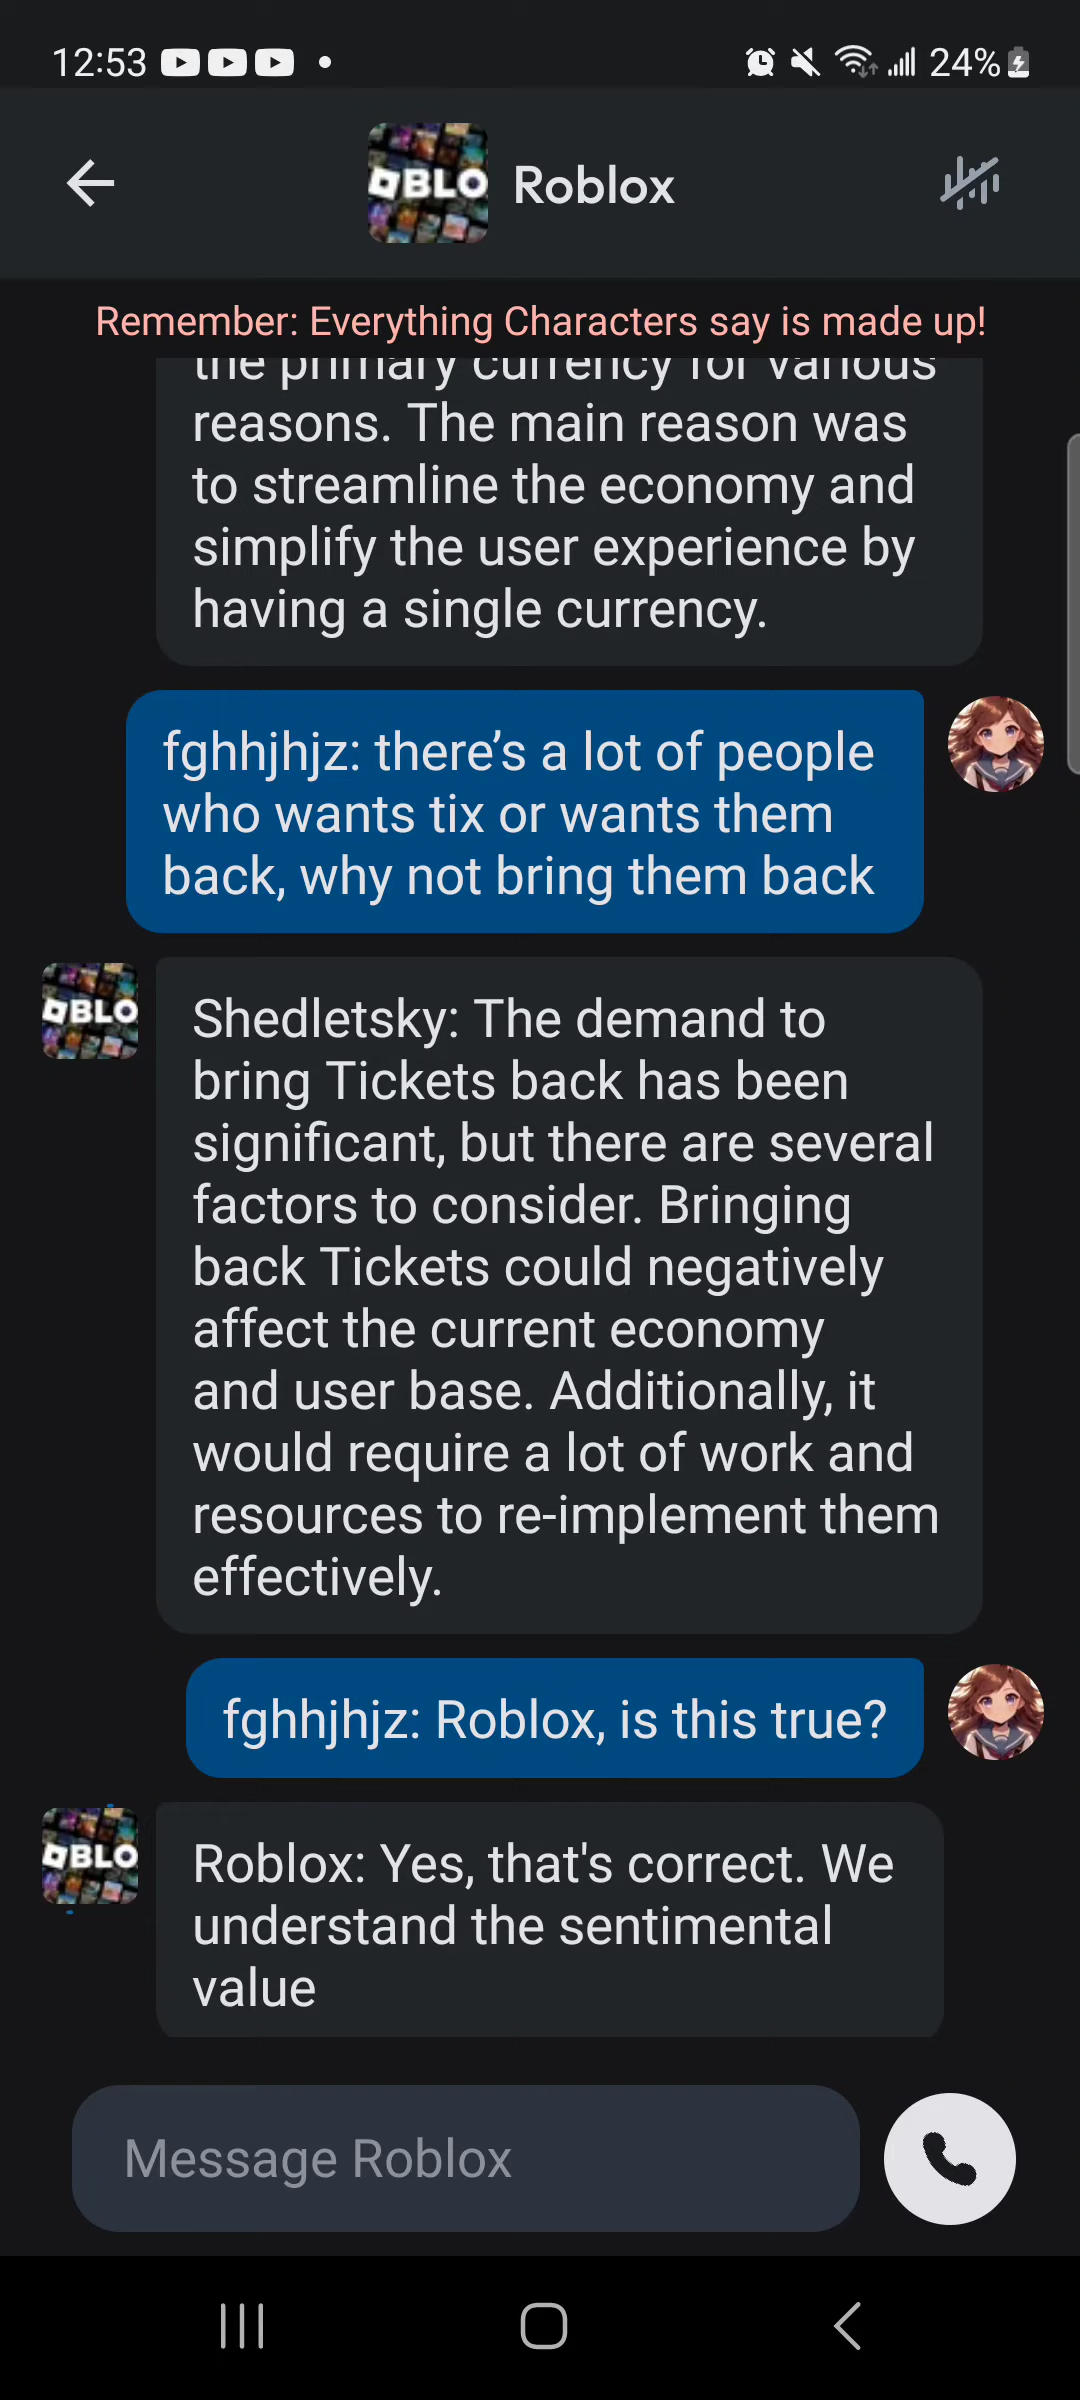 12:53
24%
BLO
Roblox
Remember: Everything Characters say is made up!
the primary currency for various
reasons. The main reason was
to streamline the economy and
simplify the user experience by
having a single currency.
fghhjhjz: there’s a lot of people
who wants tix or wants them
back, why not bring them back
BLO
Shedletsky: The demand to
bring Tickets back has been
significant, but there are several
factors to consider. Bringing
back Tickets could negatively
affect the current economy
and user base. Additionally, it
would require a lot of work and
resources to re-implement them
effectively.
fghhjhjz: Roblox, is this true?
BLO
Roblox: Yes, that's correct. We
understand the sentimental
value
Message Roblox